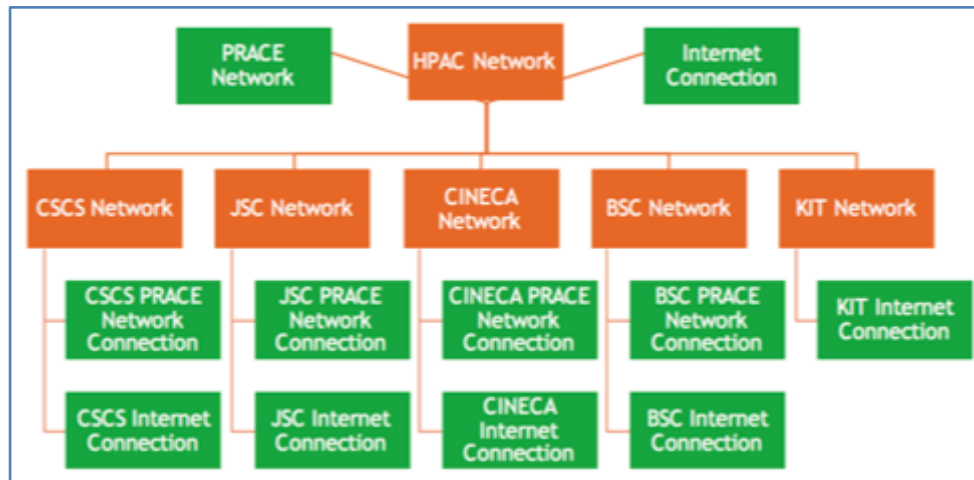 PRACE
Network
HPAC Network
Internet
Connection
CSCS Network
JSC Network
CINECA
Network
BSC Network
KIT Network
CSCS PRACE
Network
Connection
JSC PRACE
Network
Connection
CINECA PRACE
Network
Connection
BSC PRACE
Network
Connection
KIT Internet
Connection
CSCS Internet
Connection
JSC Internet
Connection
CINECA
Internet
Connection
BSC Internet
Connection